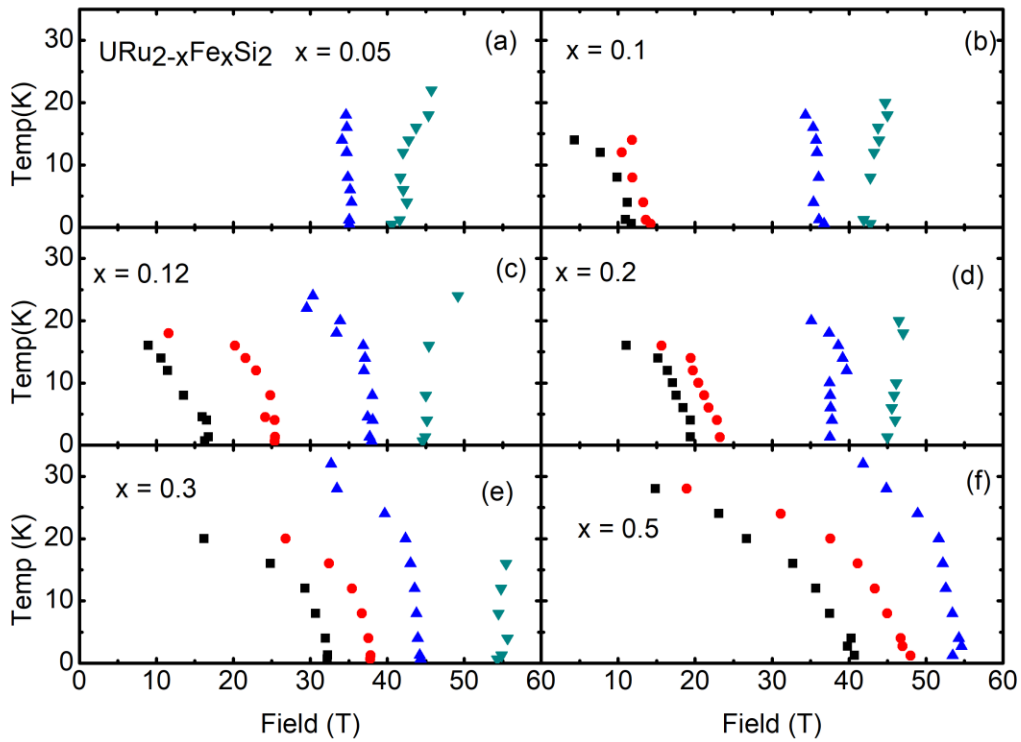 URu2-xFexSi2 x = 0.05 (a)
x = 0.1 (b)
Temp(K)
30
20
10
0
x = 0.12 (c)
x = 0.2 (d)
Temp(K)
30
20
10
0
x = 0.3 (e)
x = 0.5 (f)
Temp (K)
30
20
10
0
0 10 20 30 40 50 60 10 20 30 40 50 60
Field (T) Field (T)